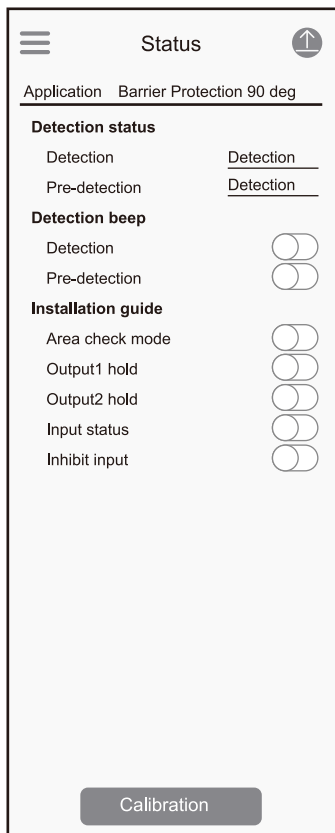 Status
Application Barrier Protection 90 deg
Detection status
Detection Detection
Pre-detection Detection
Detection beep
Detection
Pre-detection
Installation guide
Area check mode
Output1 hold
Output2 hold
Input status
Inhibit input
Calibration